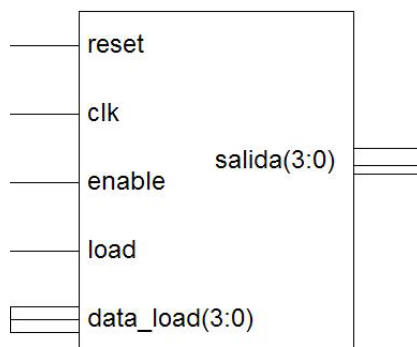 reset
clk
enable
salida(3:0)
load
data_load(3:0)